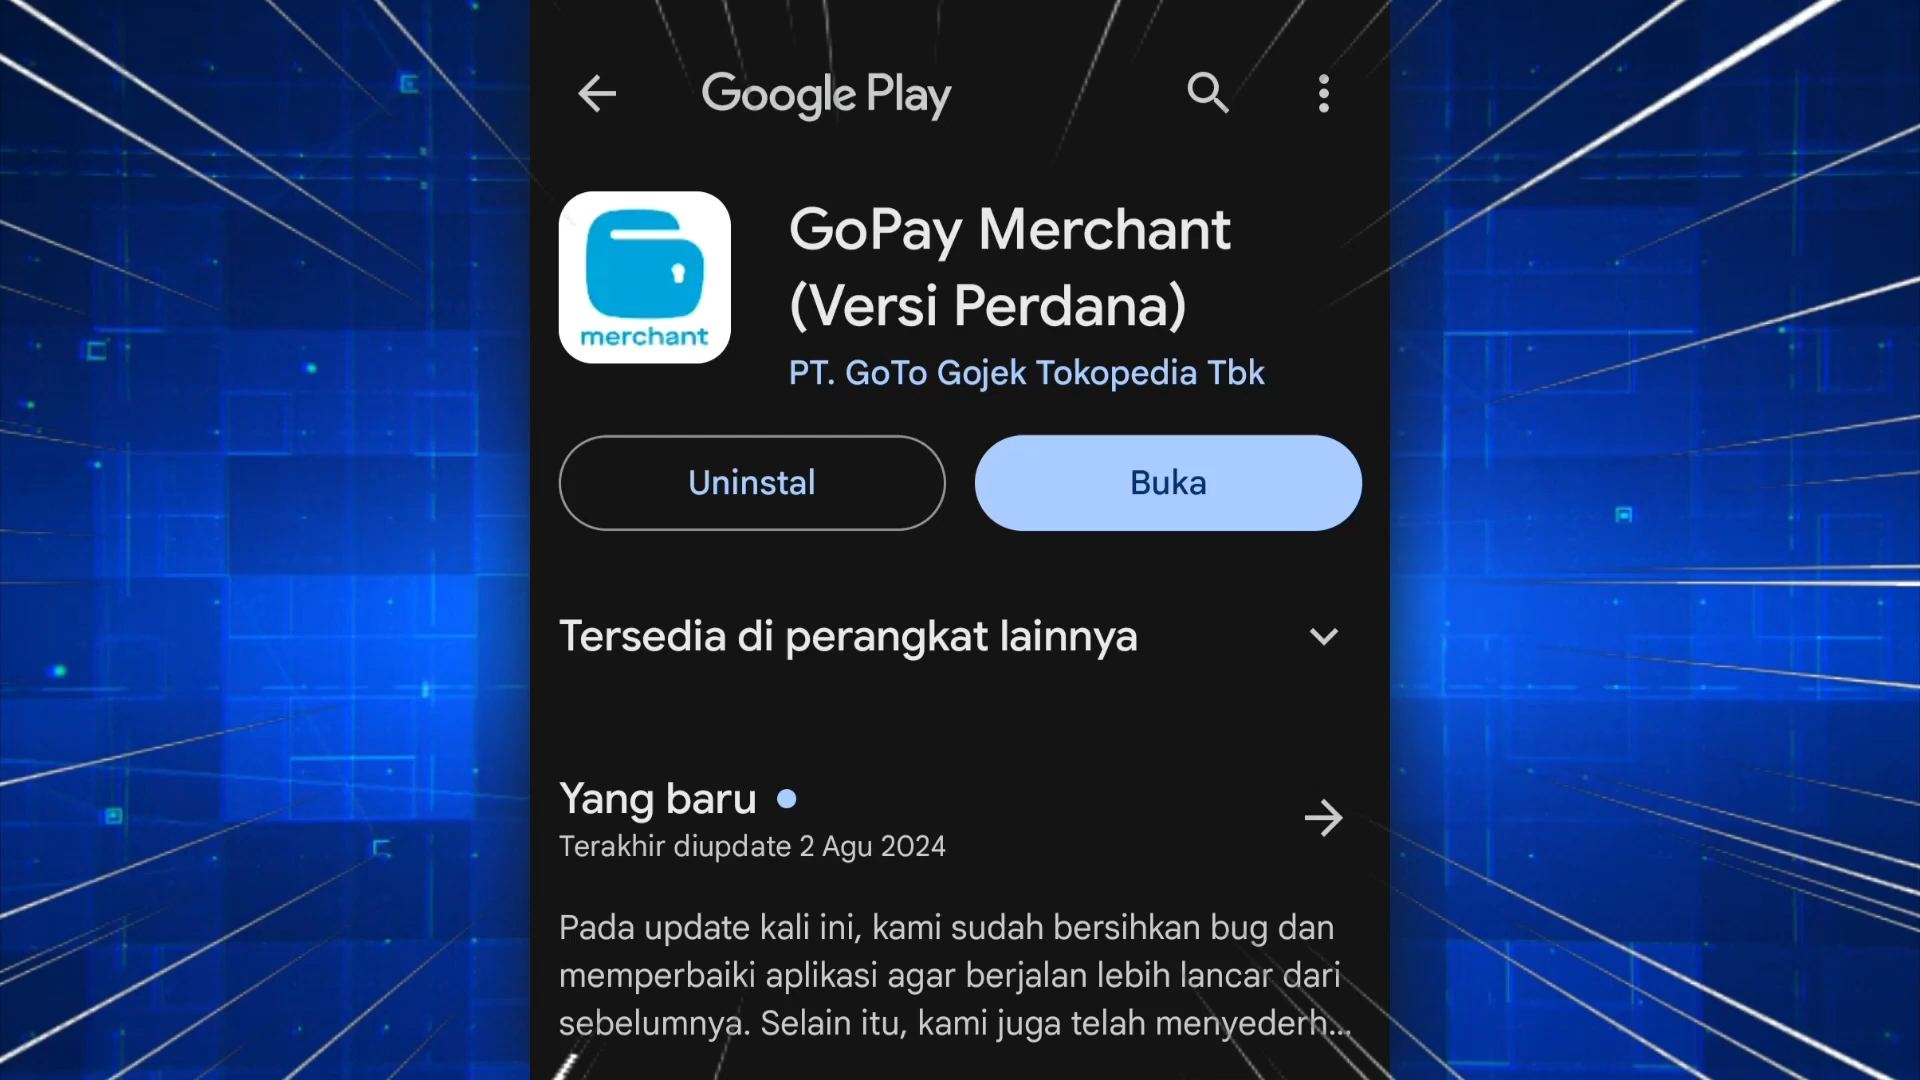 Google Play
merchant
GoPay Merchant
(Versi Perdana)
PT. GoTo Gojek Tokopedia Tbk
Uninstal
Buka
Tersedia di perangkat lainnya
Yang baru
Terakhir diupdate 2 Agu 2024
Pada update kali ini, kami sudah bersihkan bug dan
memperbaiki aplikasi agar berjalan lebih lancar dari
sebelumnya. Selain itu, kami juga telah menyederh...